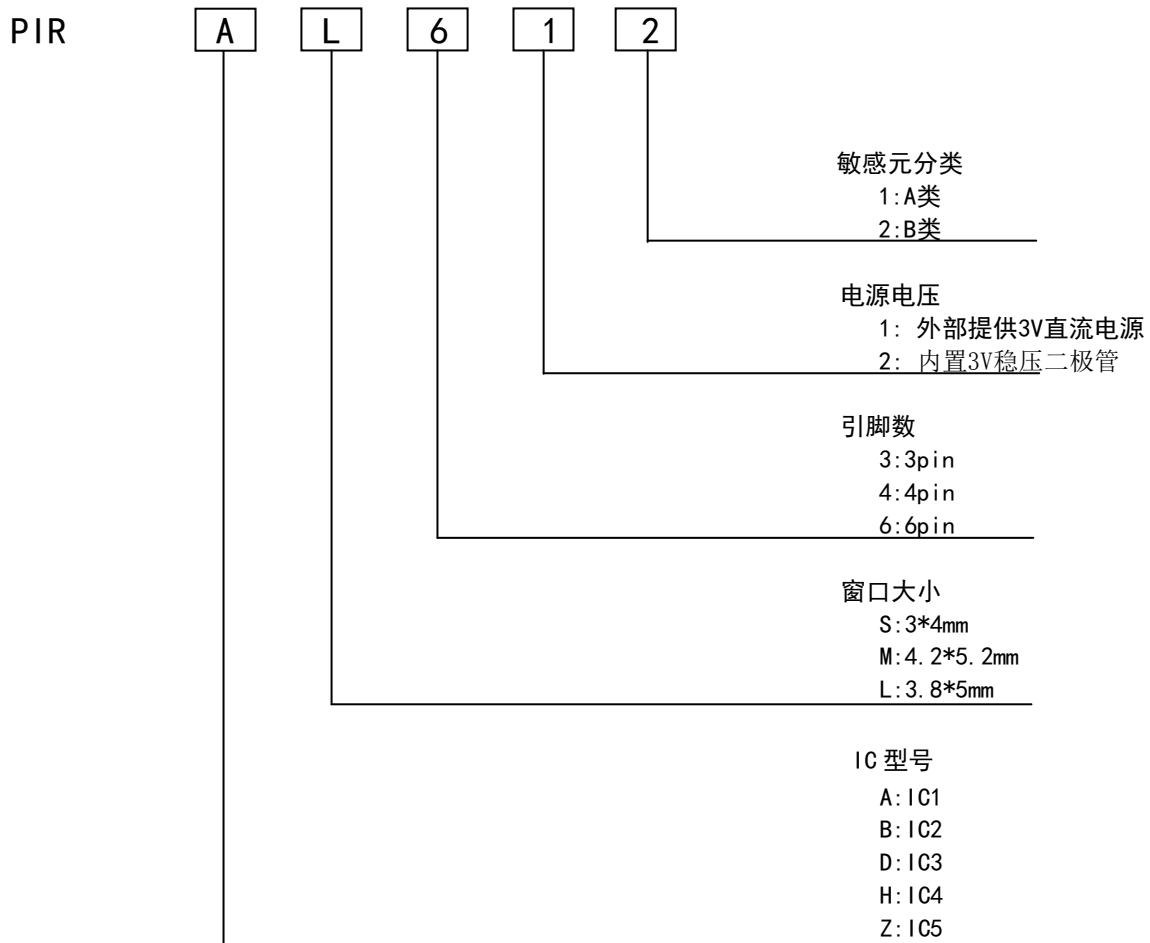 PIR A L 6 1 2
敏感元分类
1:A类
2:B类
电源电压
1: 外部提供3V直流电源
2: 内置3V稳压二极管
引脚数
3:3pin
4:4pin
6:6pin
窗口大小
S:3*4mm
M:4.2*5.2mm
L:3.8*5mm
IC 型号
A:IC1
B:IC2
D:IC3
H:IC4
Z:IC5